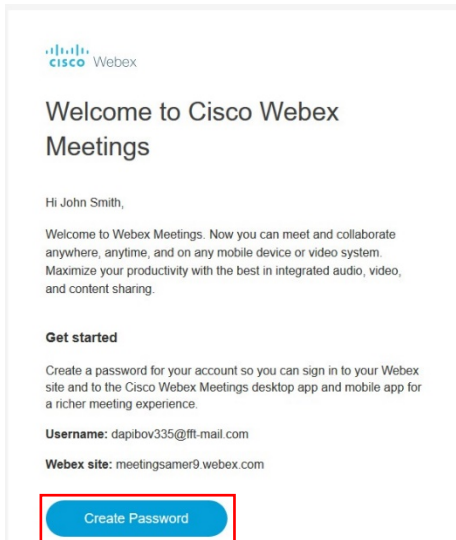 CISCO Webex
Welcome to Cisco Webex
Meetings
Hi John Smith,
Welcome to Webex Meetings. Now you can meet and collaborate
anywhere, anytime, and on any mobile device or video system.
Maximize your productivity with the best in integrated audio, video,
and content sharing.
Get started
Create a password for your account so you can sign in to your Webex
site and to the Cisco Webex Meetings desktop app and mobile app for
a richer meeting experience.
Username: dapibov335@fft-mail.com
Webex site: meetingsamer9.webex.com
Create Password